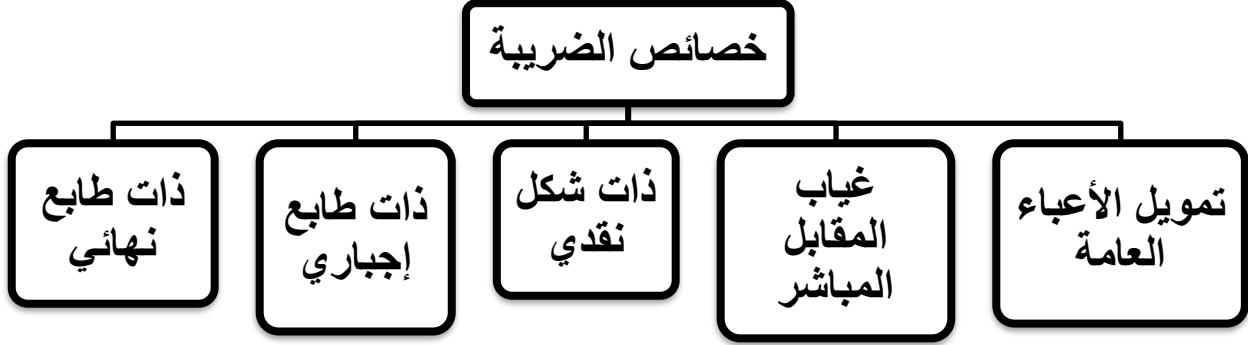 خصائص الضريبة
تمويل الأعباء
العامة
غياب
المقابل
المباشر
ذات شكل
نقدي
ذات طابع
إجباري
ذات طابع
نهائي